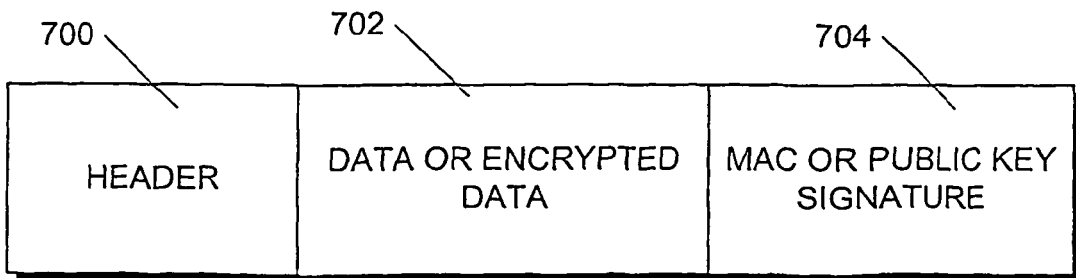 700
702
704
HEADER
DATA OR ENCRYPTED
DATA
MAC OR PUBLIC KEY
SIGNATURE